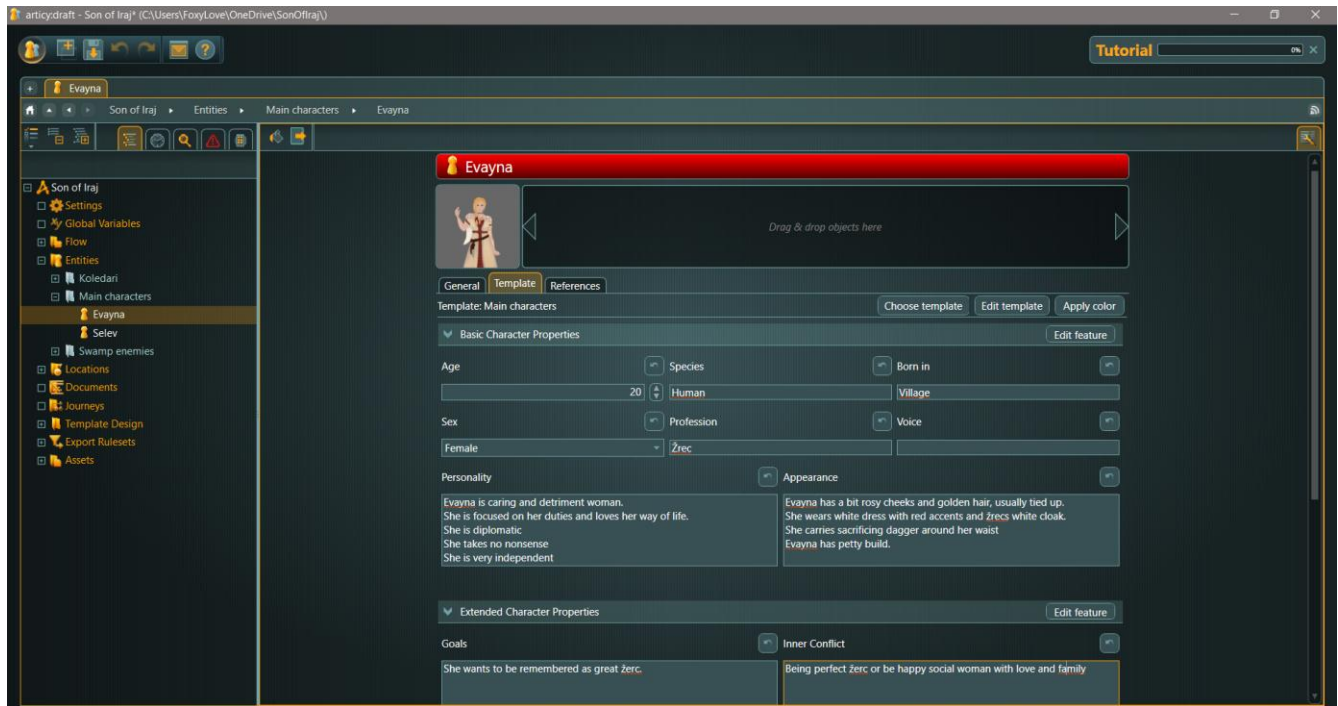 articy:draft - Son of Iraj* (C:\Users\FoxyLove\OneDrive\SonOfIraj\)
Tutorial 0%
Evayna
Son of Iraj Entities Main characters Evayna
Son of Iraj
Settings
Global Variables
Flow
Entities
Koledari
Main characters
Evayna
Selev
Swamp enemies
Locations
Documents
Journeys
Template Design
Export Rulesets
Assets
Evayna
Drag & drop objects here
General Template References
Template: Main characters Choose template Edit template Apply color
Basic Character Properties Edit feature
Age Species Born in
20 Human Village
Sex Profession Voice
Female Žrec
Personality
Evayna is caring and detriment woman.
She is focused on her duties and loves her way of life.
She is diplomatic
She takes no nonsense
She is very independent
Appearance
Evayna has a bit rosy cheeks and golden hair, usually tied up.
She wears white dress with red accents and žrecs white cloak.
She carries sacrificing dagger around her waist
Evayna has petty build.
Extended Character Properties Edit feature
Goals
She wants to be remembered as great žerc.
Inner Conflict
Being perfect žerc or be happy social woman with love and family